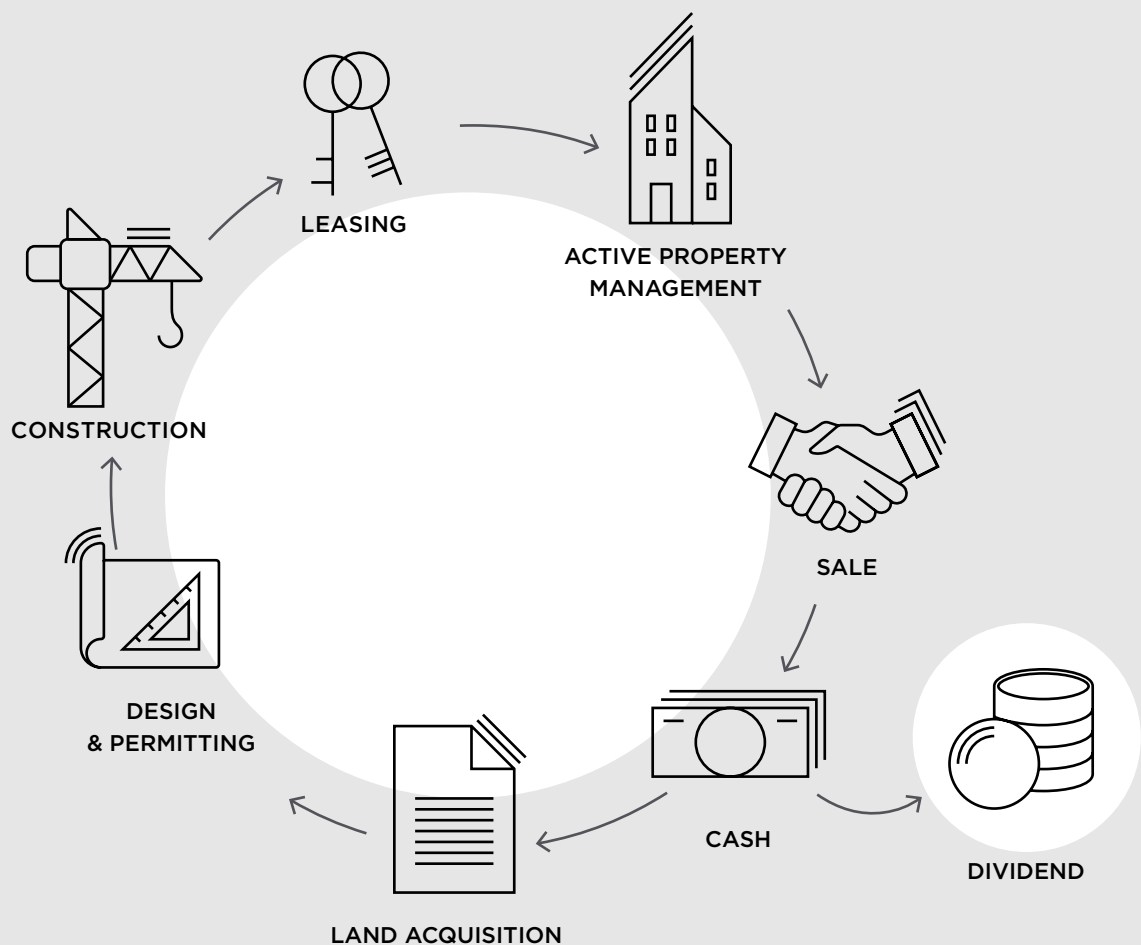 LEASING
ACTIVE PROPERTY
MANAGEMENT
CONSTRUCTION
SALE
DESIGN
& PERMITTING
CASH
DIVIDEND
LAND ACQUISITION